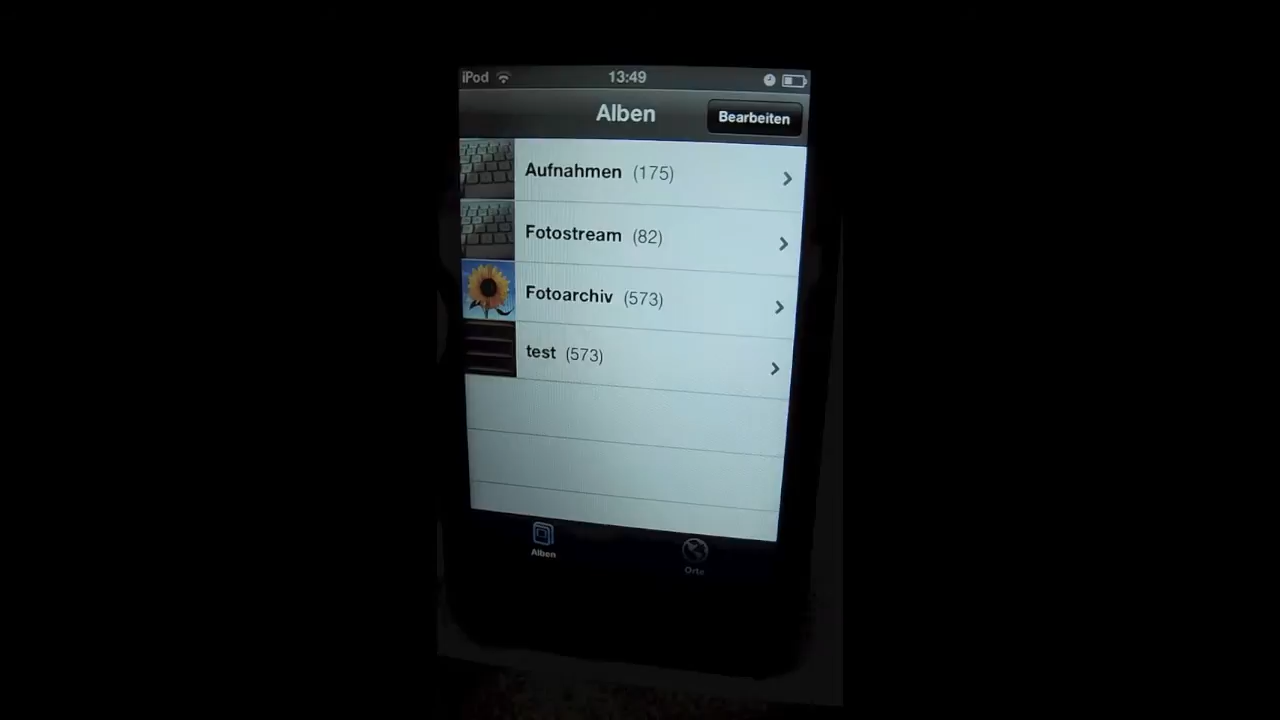 iPod 13:49
Alben Bearbeiten
Aufnahmen (175)
Fotostream (82)
Fotoarchiv (573)
test (573)
Alben Orte